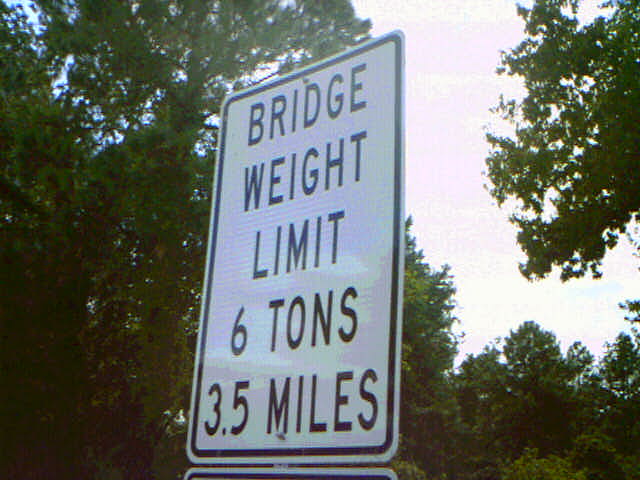 BRIDGE
WEIGHT
LIMIT
6 TONS
3.5 MILES